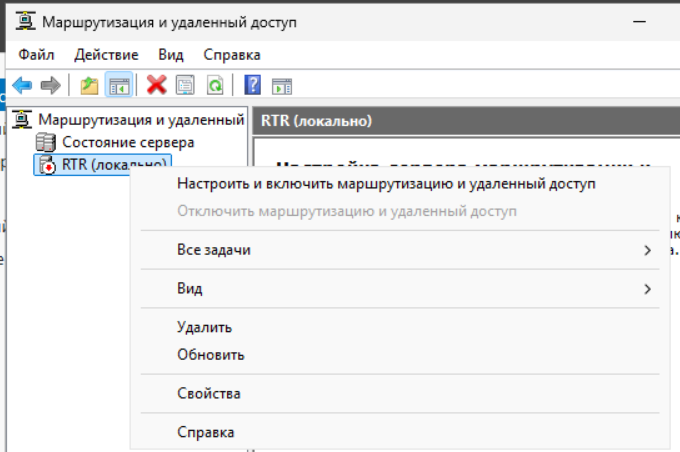 Маршрутизация и удаленный доступ
Файл Действие Вид Справка
Маршрутизация и удаленный
RTR (локально)
Состояние сервера
RTR (локально)
Настроить и включить маршрутизацию и удаленный доступ
Отключить маршрутизацию и удаленный доступ
Все задачи
Вид
Удалить
Обновить
Свойства
Справка